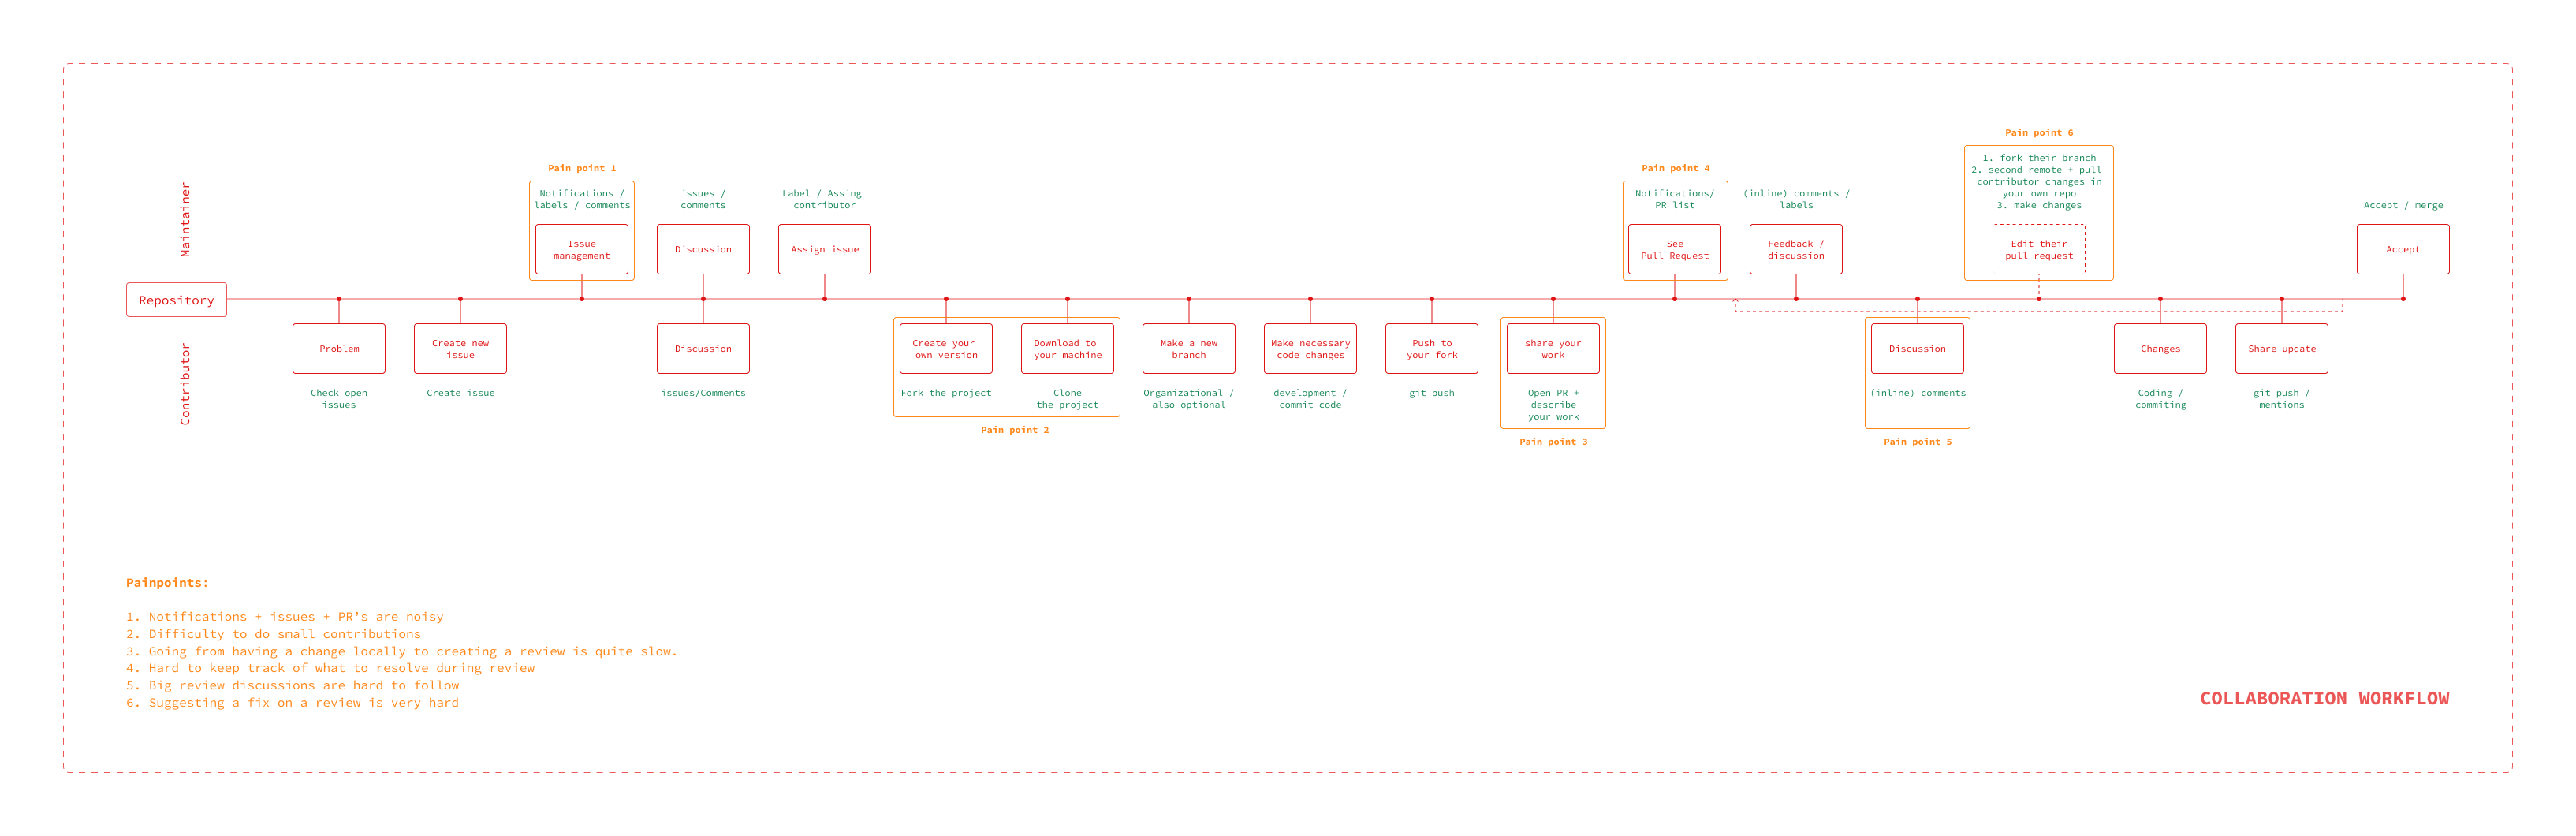 Pain point 6
1. fork their branch
2. second remote + pull
contributor changes in
your own repo
3. make changes
Pain point 1
Pain point 4
Maintainer
Notifications /
labels / comments
issues /
comments
Label / Assing
contributor
Notifications/
PR list
(inline) comments /
labels
Accept / merge
Issue
management
Discussion
Assign issue
See
Pull Request
Feedback /
discussion
Edit their
pull request
Accept
Repository
Contributor
Problem
Create new
issue
Discussion
Create your
own version
Download to
your machine
Make a new
branch
Make necessary
code changes
Push to
your fork
share your
work
Discussion
Changes
Share update
Check open
issues
Create issue
issues/Comments
Fork the project
Clone
the project
Organizational /
also optional
development /
commit code
git push
Open PR +
describe
your work
(inline) comments
Coding /
commiting
git push /
mentions
Pain point 2
Pain point 3
Pain point 5
Painpoints:
1. Notifications + issues + PR's are noisy
2. Difficulty to do small contributions
3. Going from having a change locally to creating a review is quite slow.
4. Hard to keep track of what to resolve during review
5. Big review discussions are hard to follow
6. Suggesting a fix on a review is very hard
COLLABORATION WORKFLOW